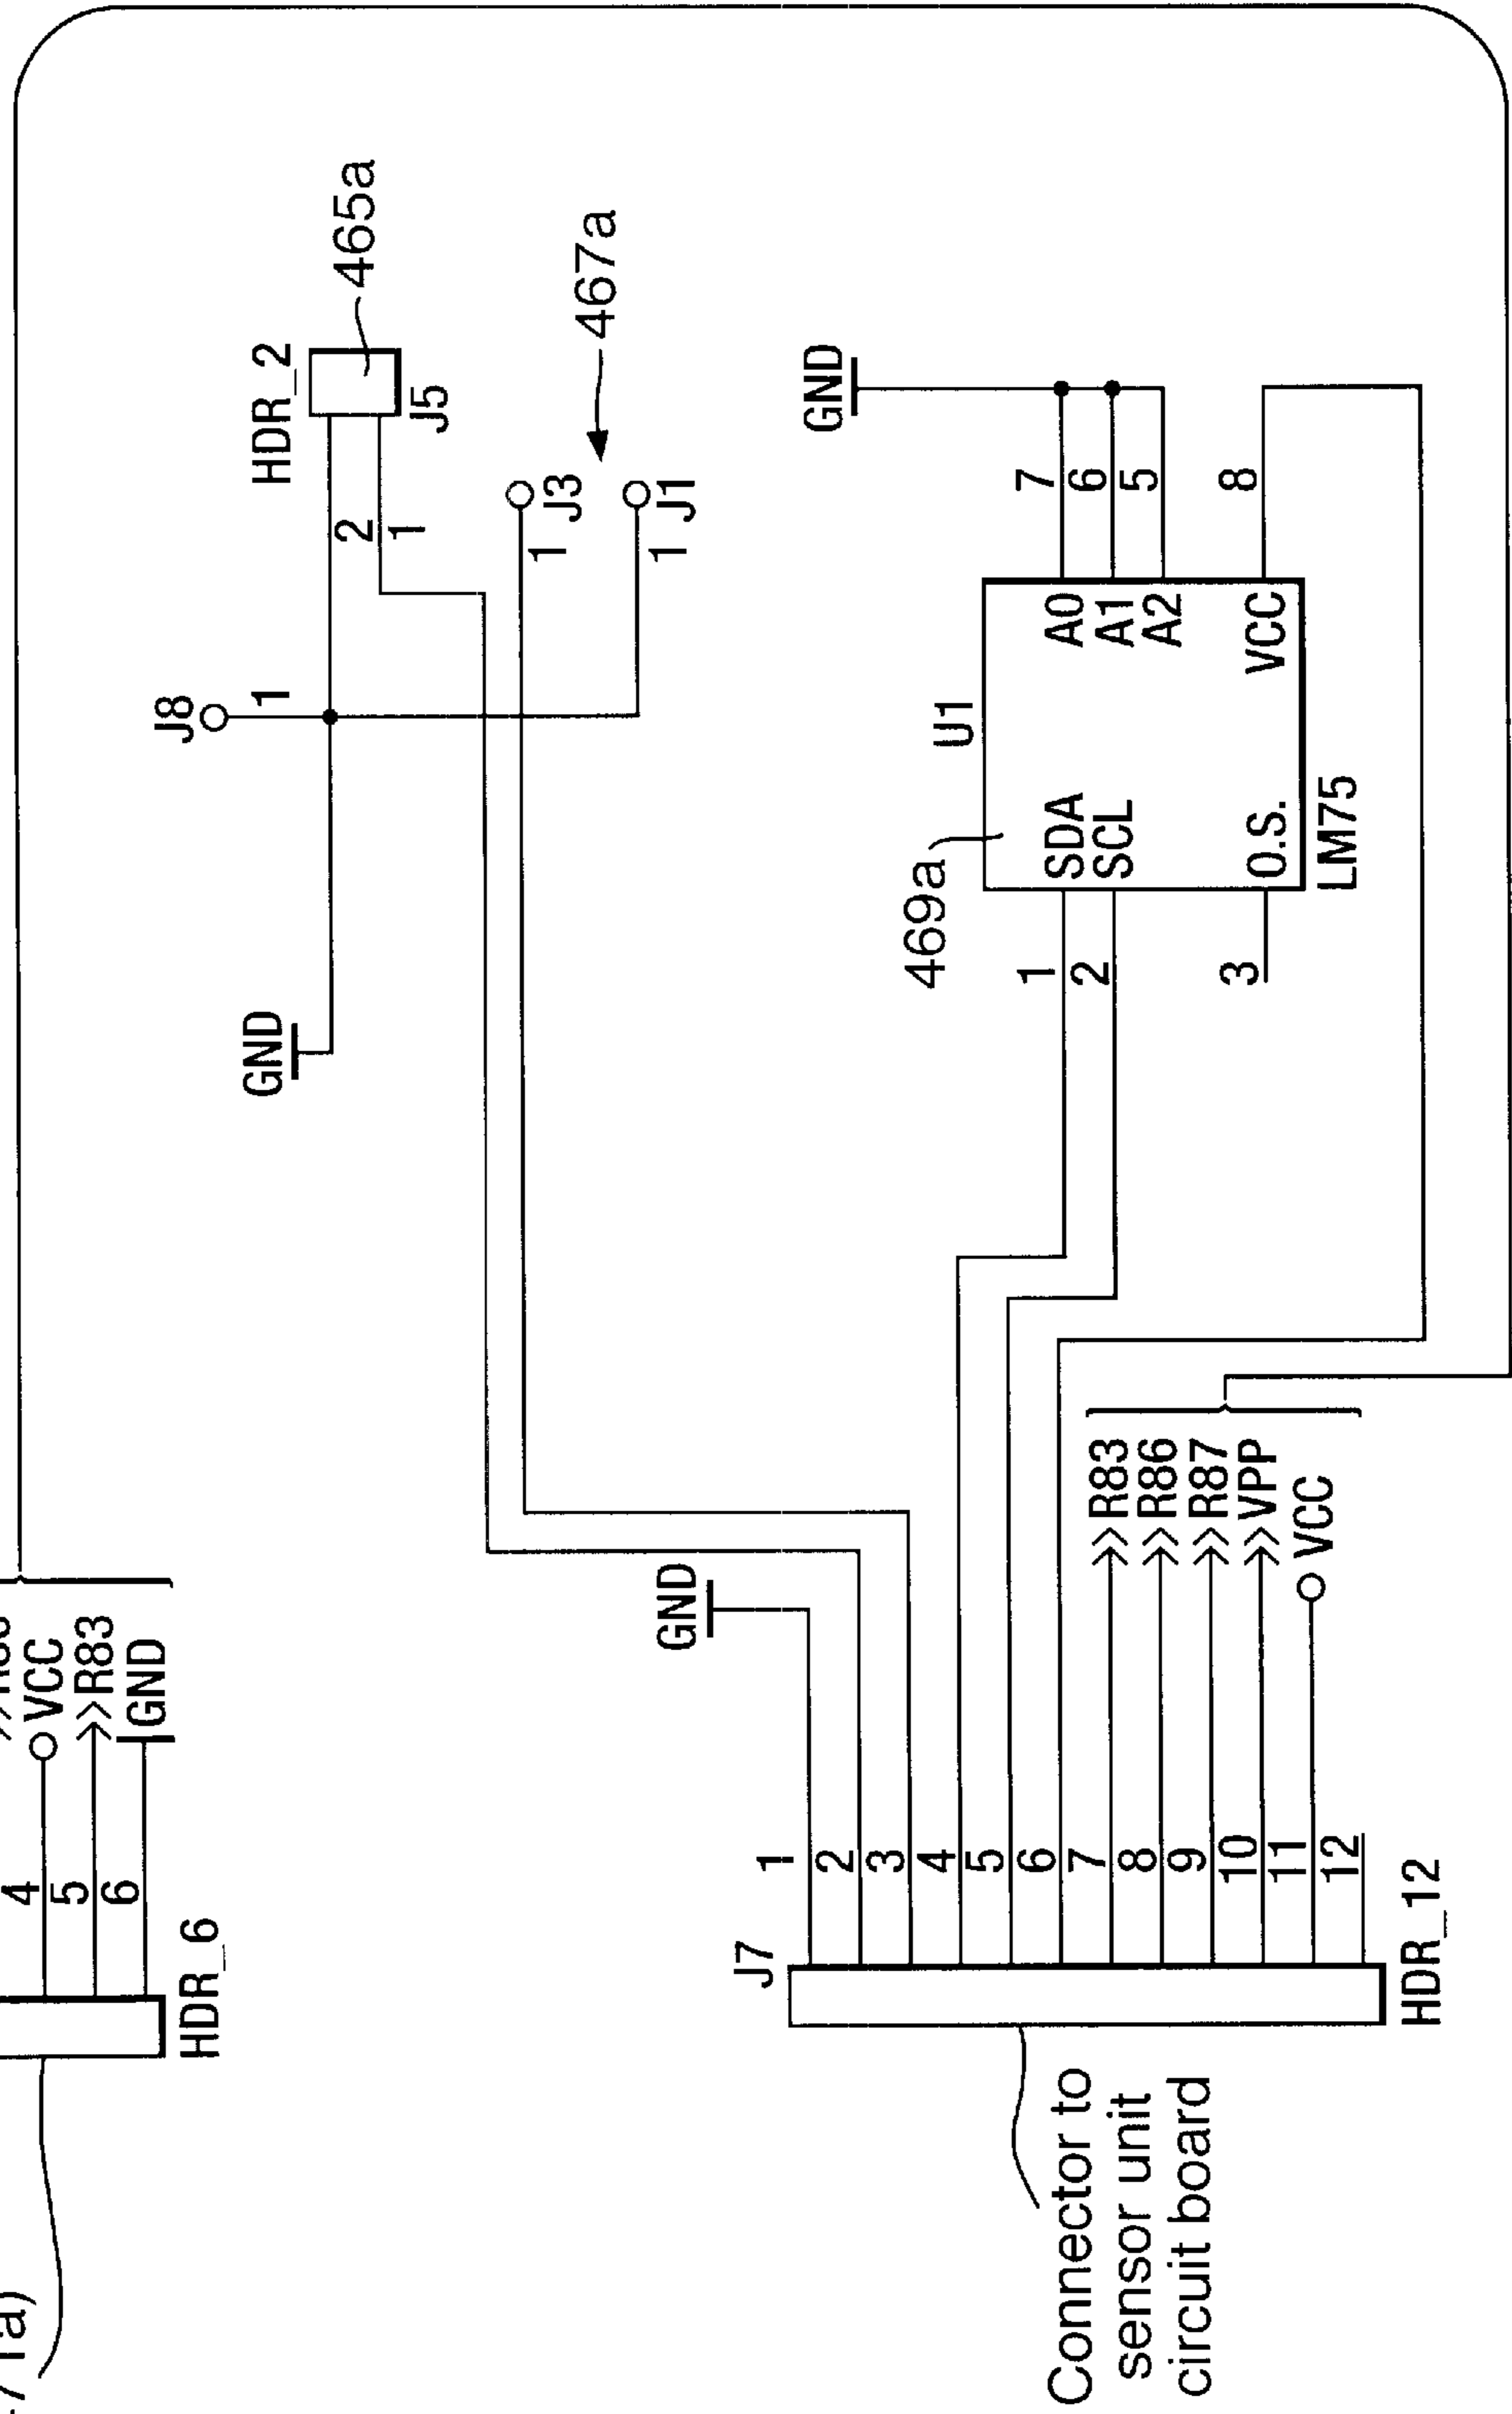 71a)
4
5
6
VCC
R83
GND
HDR_6
J8
1
GND
HDR_2
465a
2
1
J5
467a
1
J3
1
J1
GND
469a
U1
SDA
SCL
O.S.
A0
A1
A2
VCC
LM75
1
2
3
7
6
5
8
GND
J7
1
2
3
4
5
6
7
8
9
10
11
12
R83
R86
R87
VPP
VCC
HDR_12
Connector to
sensor unit
circuit board